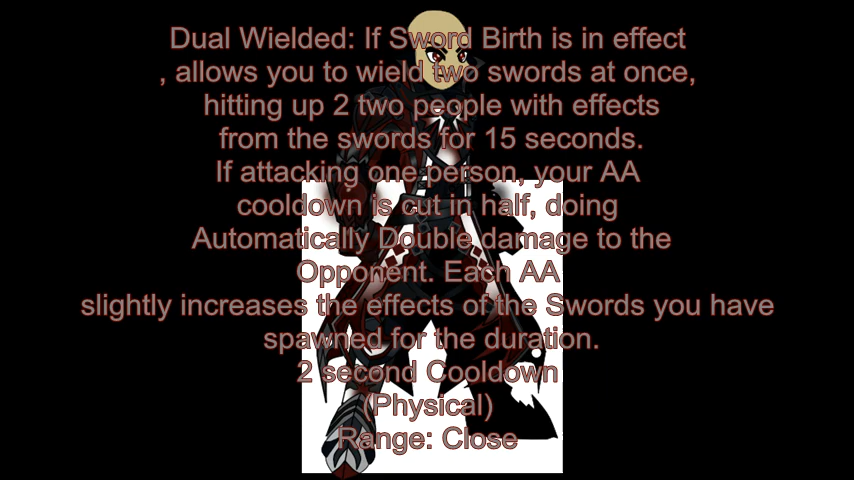 Dual Wielded: If Sword Birth is in effect
, allows you to wield two swords at once,
hitting up 2 two people with effects
from the swords for 15 seconds.
If attacking one person, your AA
cooldown is cut in half, doing
Automatically Double damage to the
Opponent. Each AA
slightly increases the effects of the Swords you have
spawned for the duration.
2 second Cooldown
(Physical)
Range: Close